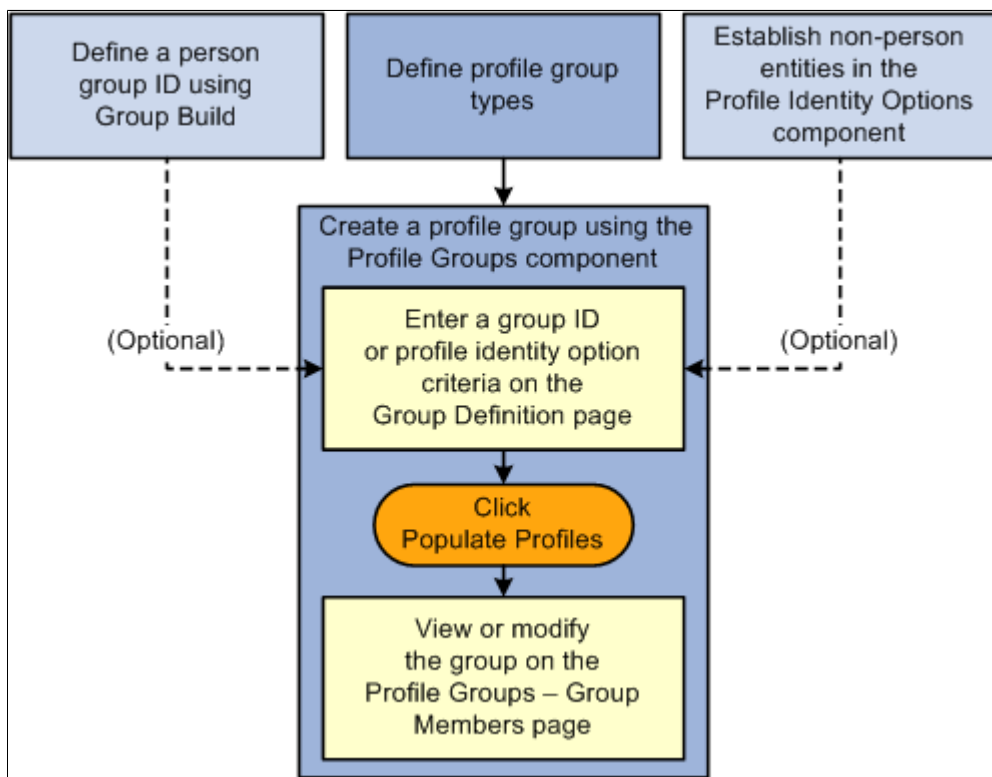 Define a person
group ID using
Group Build
Define profile group
types
Establish non-person
entities in the
Profile Identity Options
component
Create a profile group using the
Profile Groups component
(Optional)
Enter a group ID
or profile identity option
criteria on the
Group Definition page
(Optional)
Click
Populate Profiles
View or modify
the group on the
Profile Groups – Group
Members page